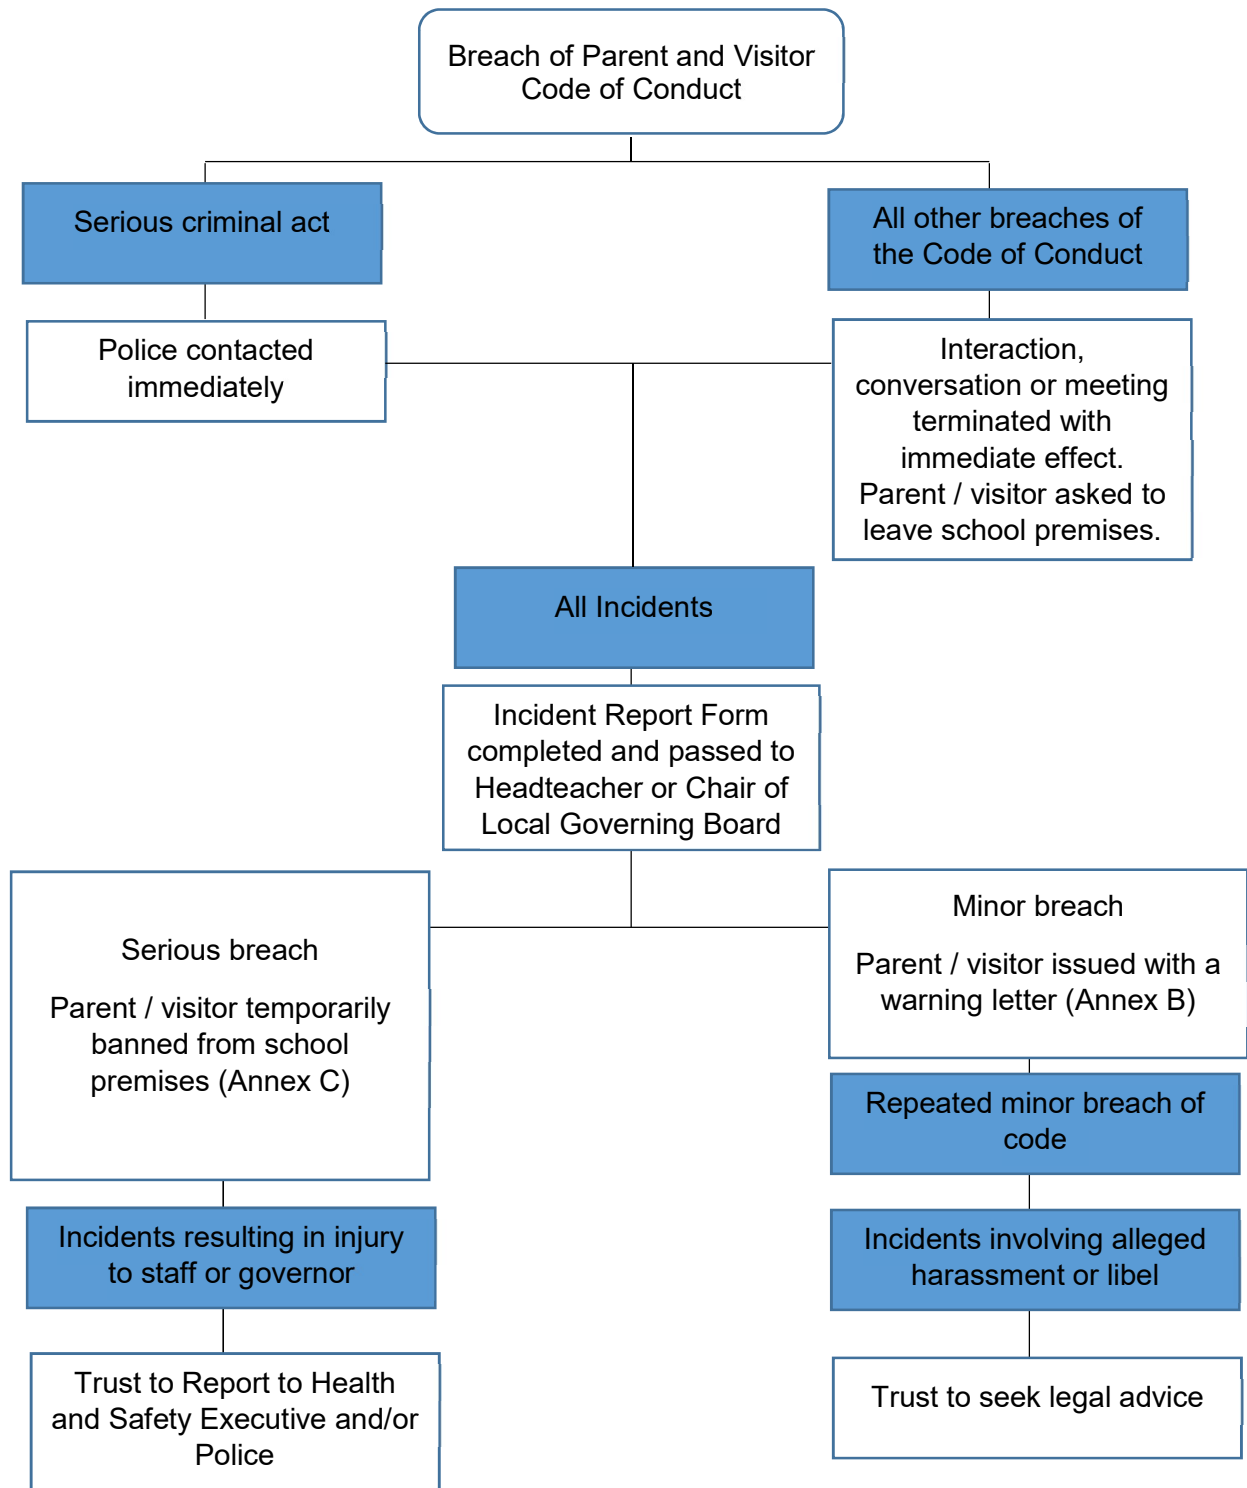 Breach of Parent and Visitor
Code of Conduct
Serious criminal act
All other breaches of
the Code of Conduct
Police contacted
immediately
Interaction,
conversation or meeting
terminated with
immediate effect.
Parent / visitor asked to
leave school premises.
All Incidents
Incident Report Form
completed and passed to
Headteacher or Chair of
Local Governing Board
Serious breach
Parent / visitor temporarily
banned from school
premises (Annex C)
Minor breach
Parent / visitor issued with a
warning letter (Annex B)
Repeated minor breach of
code
Incidents resulting in injury
to staff or governor
Incidents involving alleged
harassment or libel
Trust to Report to Health
and Safety Executive and/or
Police
Trust to seek legal advice